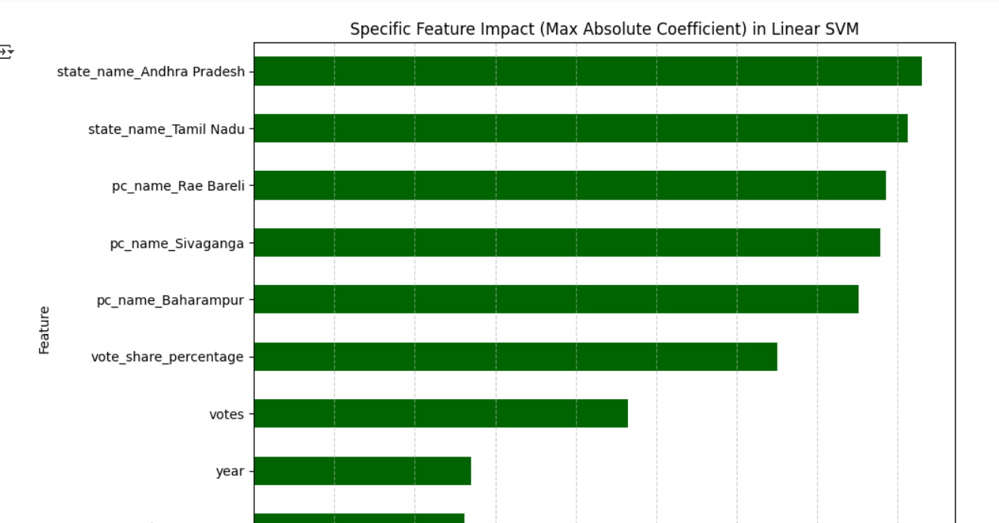 Specific Feature Impact (Max Absolute Coefficient) in Linear SVM
state_name_Andhra Pradesh
state_name_Tamil Nadu
pc_name_Rae Bareli
pc_name_Sivaganga
pc_name_Baharampur
Feature
vote_share_percentage
votes
year